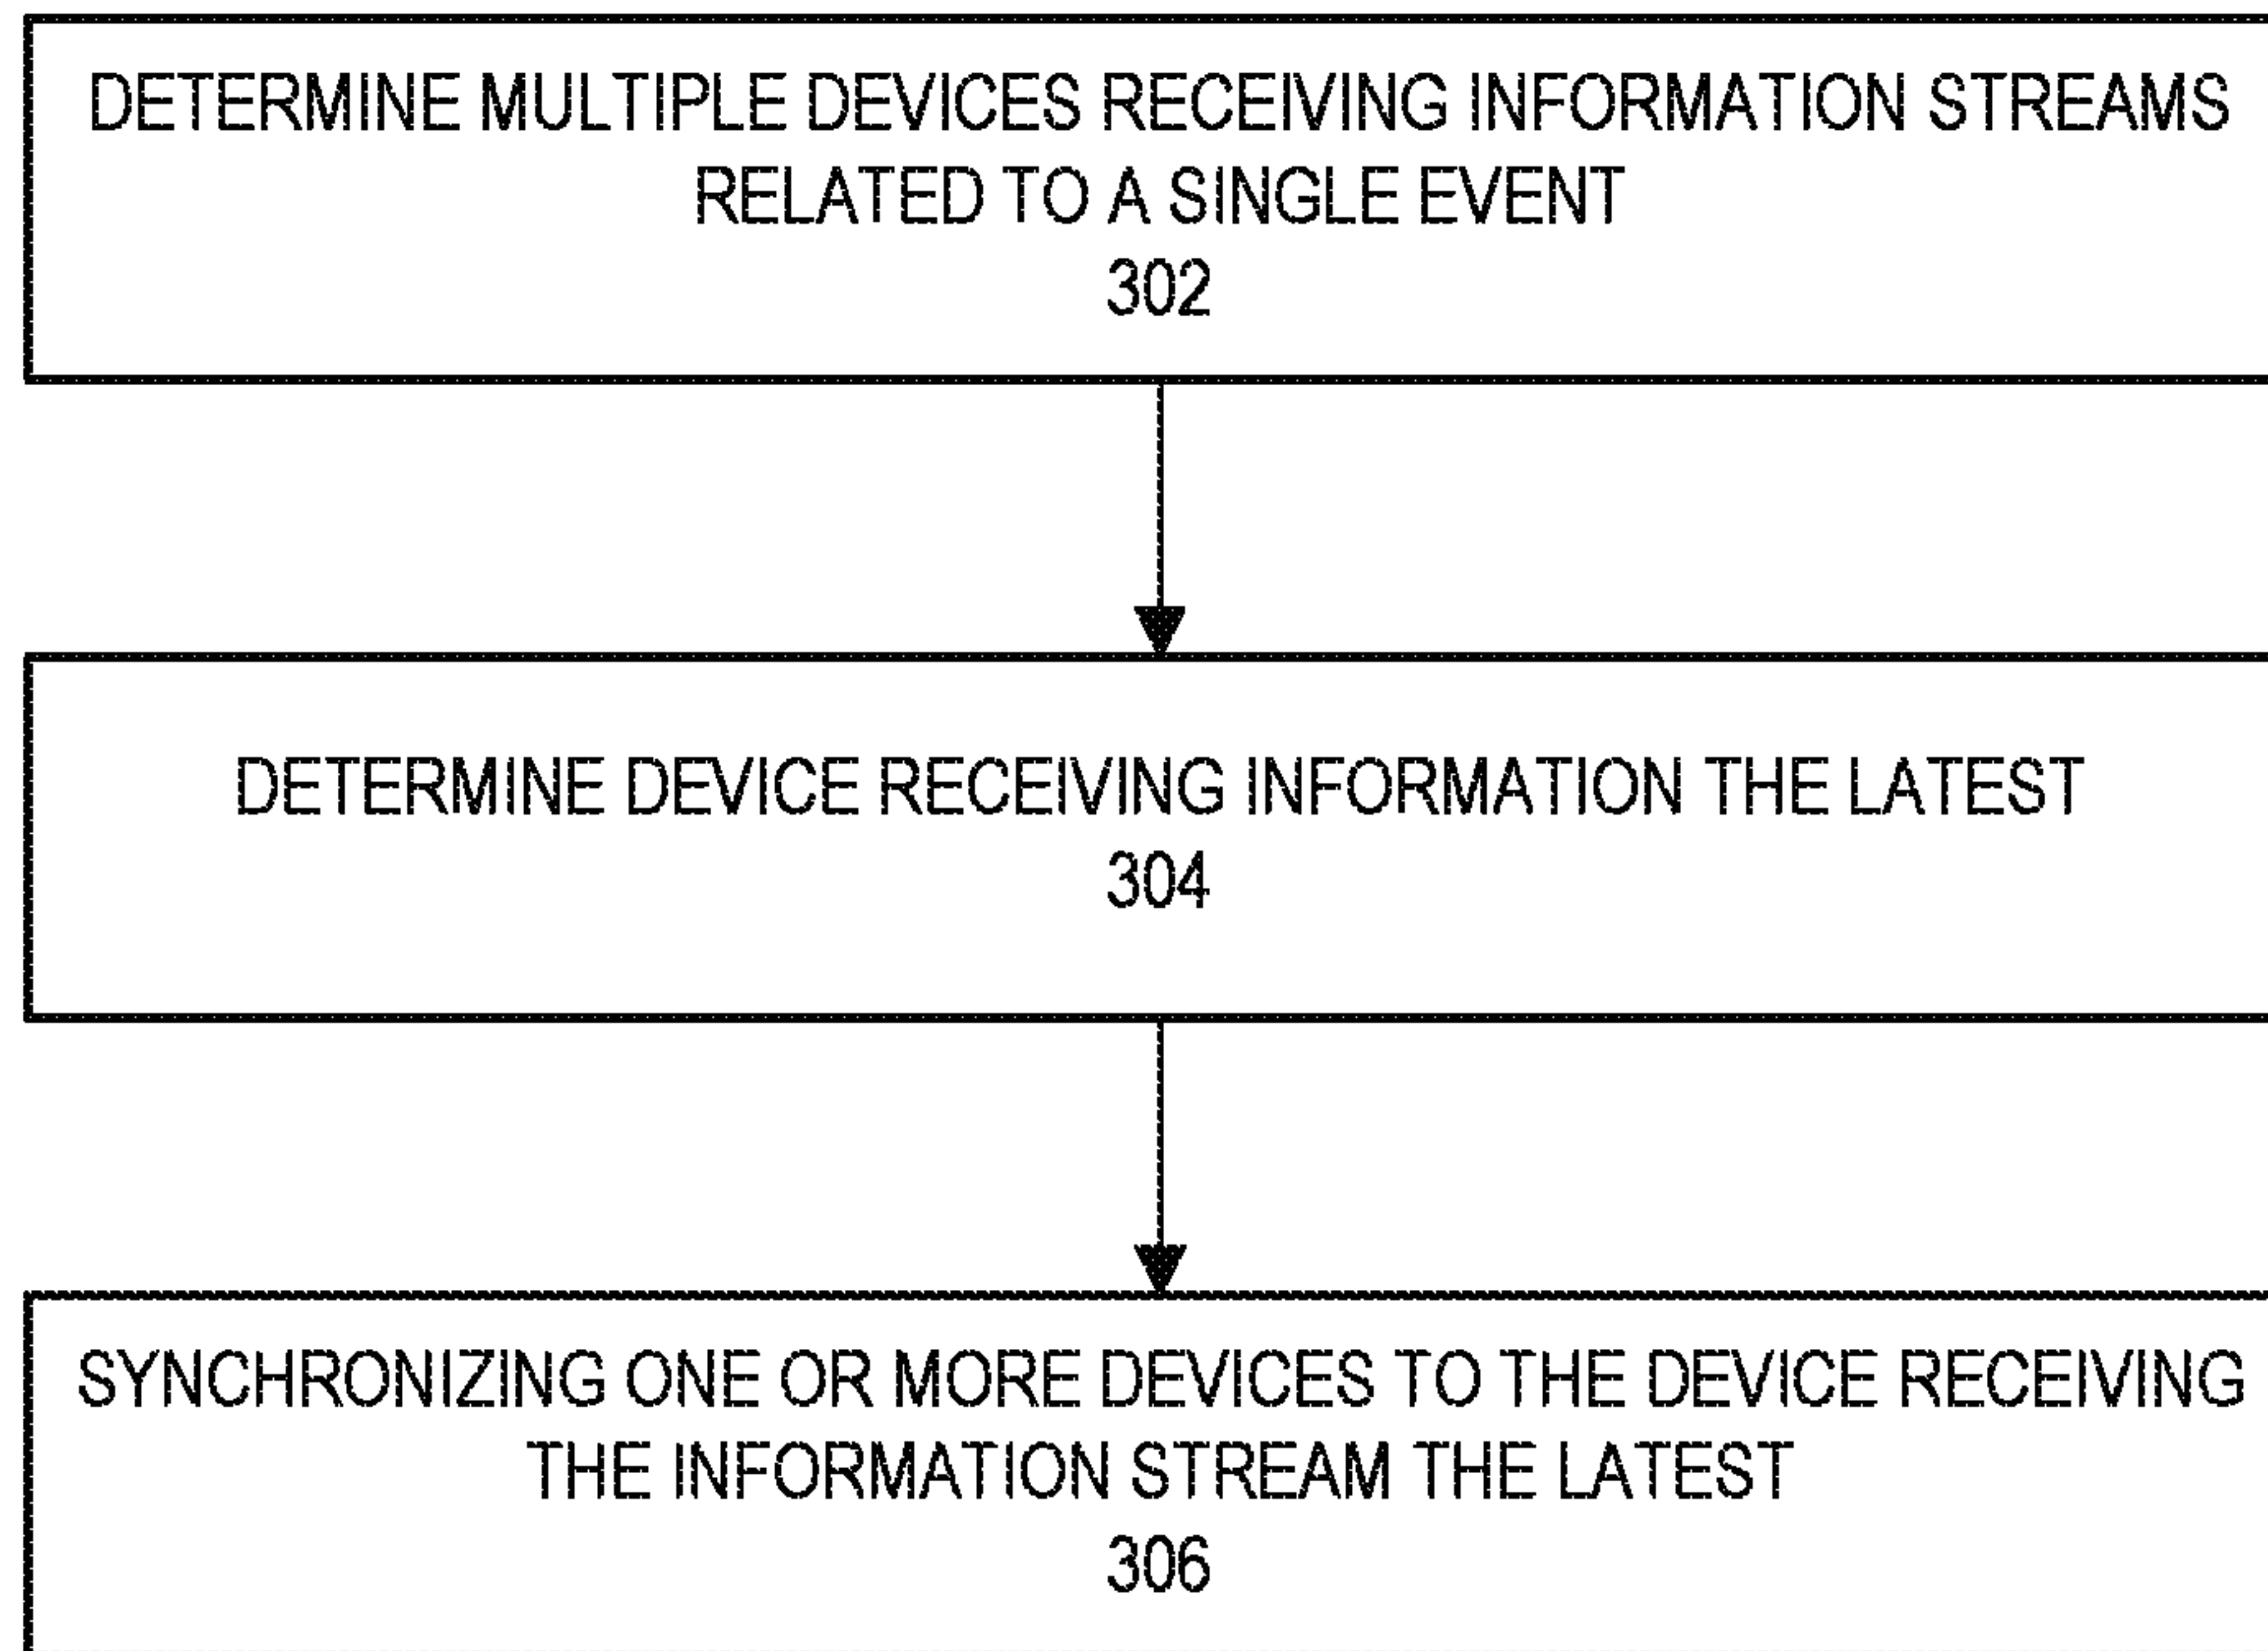 DETERMINE MULTIPLE DEVICES RECEIVING INFORMATION STREAMS
RELATED TO A SINGLE EVENT
302
DETERMINE DEVICE RECEIVING INFORMATION THE LATEST
304
SYNCHRONIZING ONE OR MORE DEVICES TO THE DEVICE RECEIVING
THE INFORMATION STREAM THE LATEST
306